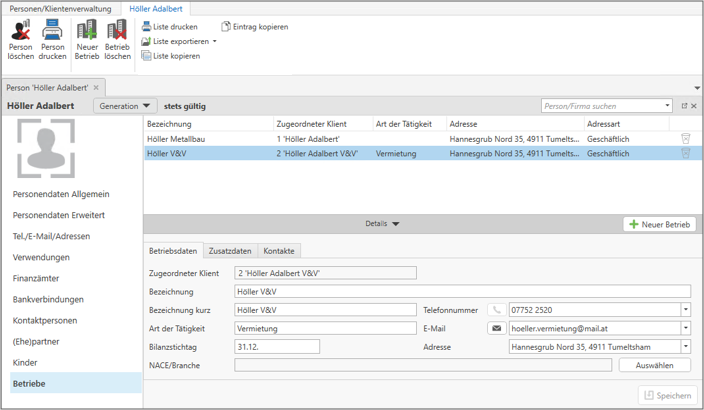 Personen/Klientenverwaltung Höller Adalbert
Person löschen Person drucken Neuer Betrieb Betrieb löschen
Liste drucken Eintrag kopieren
Liste exportieren
Liste kopieren
Person 'Höller Adalbert'
Höller Adalbert Generation stets gültig Person/Firma suchen
Bezeichnung Zugeordneter Klient Art der Tätigkeit Adresse Adressart
Höller Metallbau 1 'Höller Adalbert' Hannesgrub Nord 35, 4911 Tumelts... Geschäftlich
Höller V&V 2 'Höller Adalbert V&V' Vermietung Hannesgrub Nord 35, 4911 Tumelts... Geschäftlich
Personendaten Allgemein
Personendaten Erweitert
Tel./E-Mail/Adressen
Verwendungen
Finanzämter
Bankverbindungen
Kontaktpersonen
(Ehe)partner
Kinder
Betriebe
Details Neuer Betrieb
Betriebsdaten Zusatzdaten Kontakte
Zugeordneter Klient 2 'Höller Adalbert V&V'
Bezeichnung Höller V&V
Bezeichnung kurz Höller V&V Telefonnummer 07752 2520
Art der Tätigkeit Vermietung E-Mail hoeller.vermietung@mail.at
Bilanzstichtag 31.12. Adresse Hannesgrub Nord 35, 4911 Tumeltsham
NACE/Branche Auswählen
Speichern